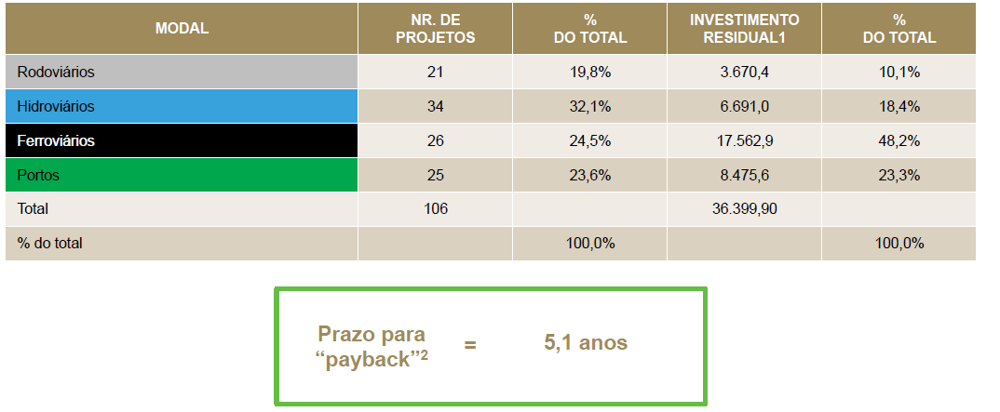 MODAL NR. DE PROJETOS % DO TOTAL INVESTIMENTO RESIDUAL1 % DO TOTAL
Rodoviários 21 19,8% 3.670,4 10,1%
Hidroviários 34 32,1% 6.691,0 18,4%
Ferroviários 26 24,5% 17.562,9 48,2%
Portos 25 23,6% 8.475,6 23,3%
Total 106 36.399,90
% do total 100,0% 100,0%
Prazo para
“payback”2 = 5,1 anos